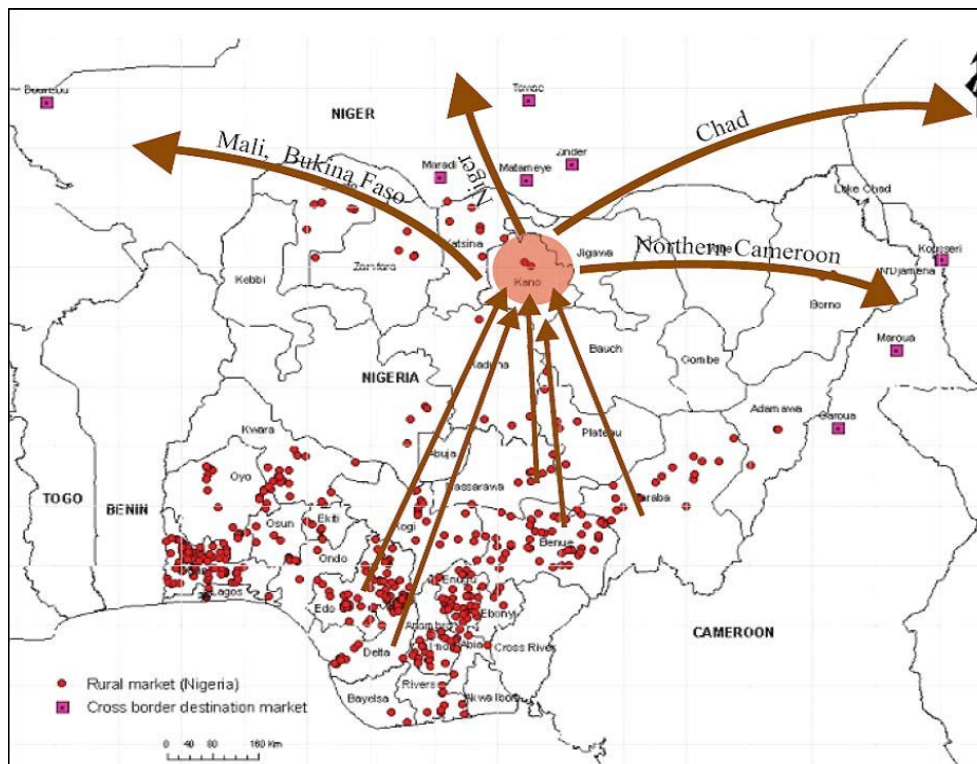 NIGER
Chad
Mali, Bukina Faso
Niger
Maradi
Matameye
Zinder
Lake Chad
Kousseri
N'Djamena
Katsina
Jigawa
Northern Cameroon
Kebbi
Zamfara
Kano
Borno
Maroua
Bauch
Gombe
Kaduna
NIGERIA
Adamawa
Garoua
Kwara
Plateau
Abuja
Oyo
Nassarawa
Taraba
TOGO
BENIN
Osun
Ekiti
Kogi
Benue
Ondo
Lagos
Enugu
Edo
Ebonyi
Anambra
CAMEROON
Delta
Imo
Abia
Cross River
Rivers
Bayelsa
Akwa Ibom
Rural market (Nigeria)
Cross border destination market
0 40 80 160 Km